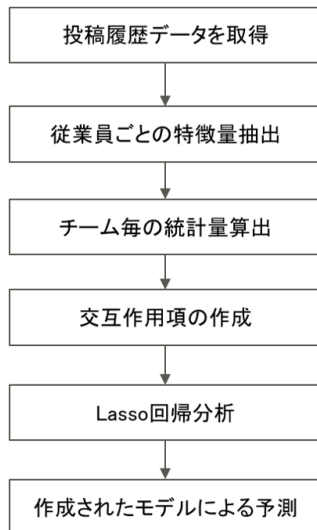 投稿履歴データを取得
従業員ごとの特徴量抽出
チーム毎の統計量算出
交互作用項の作成
Lasso回帰分析
作成されたモデルによる予測